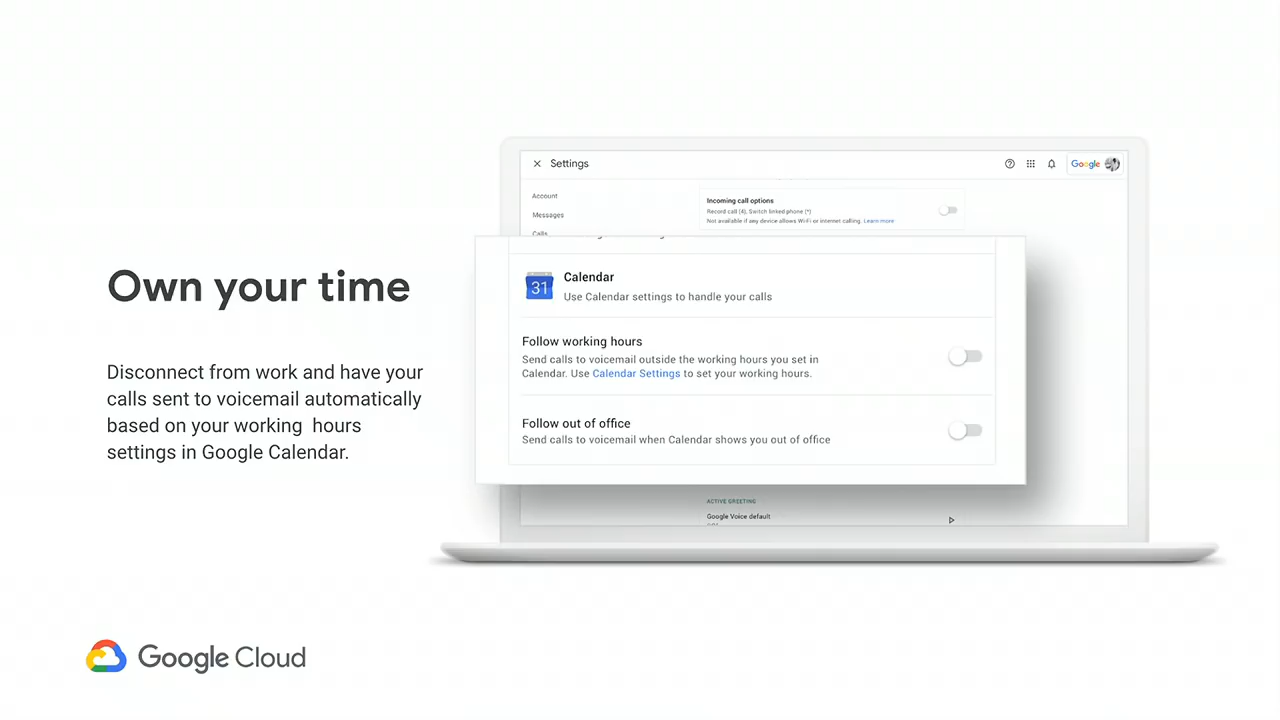 Own your time
Disconnect from work and have your
calls sent to voicemail automatically
based on your working hours
settings in Google Calendar.
Google Cloud
Settings
Google
Account
Messages
Calls
Incoming call options
Record call (4), Switch linked phone (*)
Not available if any device allows WiFi or internet calling. Learn more
31
Calendar
Use Calendar settings to handle your calls
Follow working hours
Send calls to voicemail outside the working hours you set in
Calendar. Use Calendar Settings to set your working hours.
Follow out of office
Send calls to voicemail when Calendar shows you out of office
ACTIVE GREETING
Google Voice default